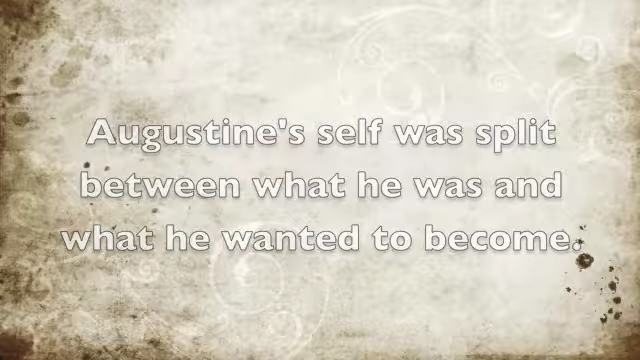 Augustine's self was split
between what he was and
what he wanted to become.